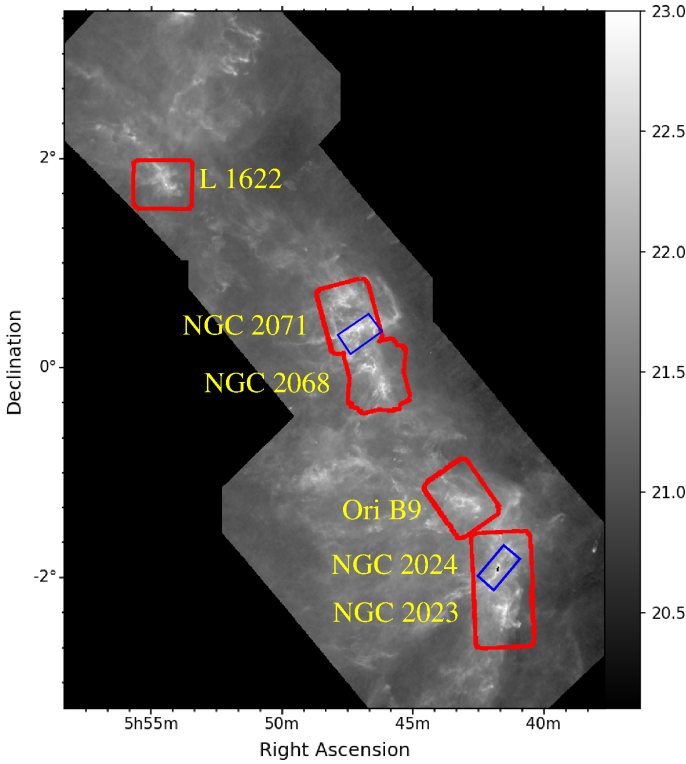 23.0
22.5
22.0
21.5
21.0
20.5
2°
0°
-2°
Declination
L 1622
NGC 2071
NGC 2068
Ori B9
NGC 2024
NGC 2023
5h55m 50m 45m 40m
Right Ascension